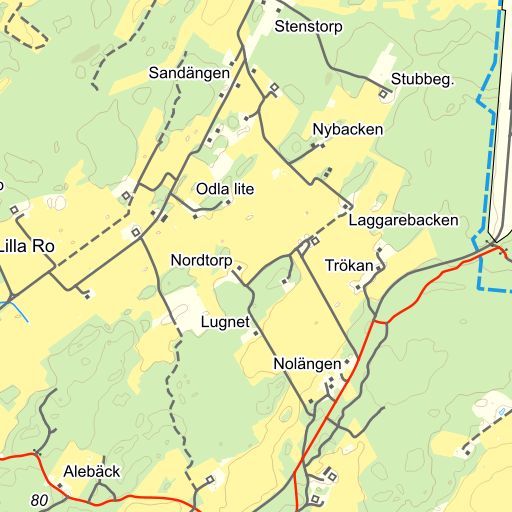 Stenstorp
Sandängen
Stubbeg.
Nybacken
Odla lite
Laggarebacken
Lilla Ro
Nordtorp
Trökan
Lugnet
Nolängen
Alebäck
80